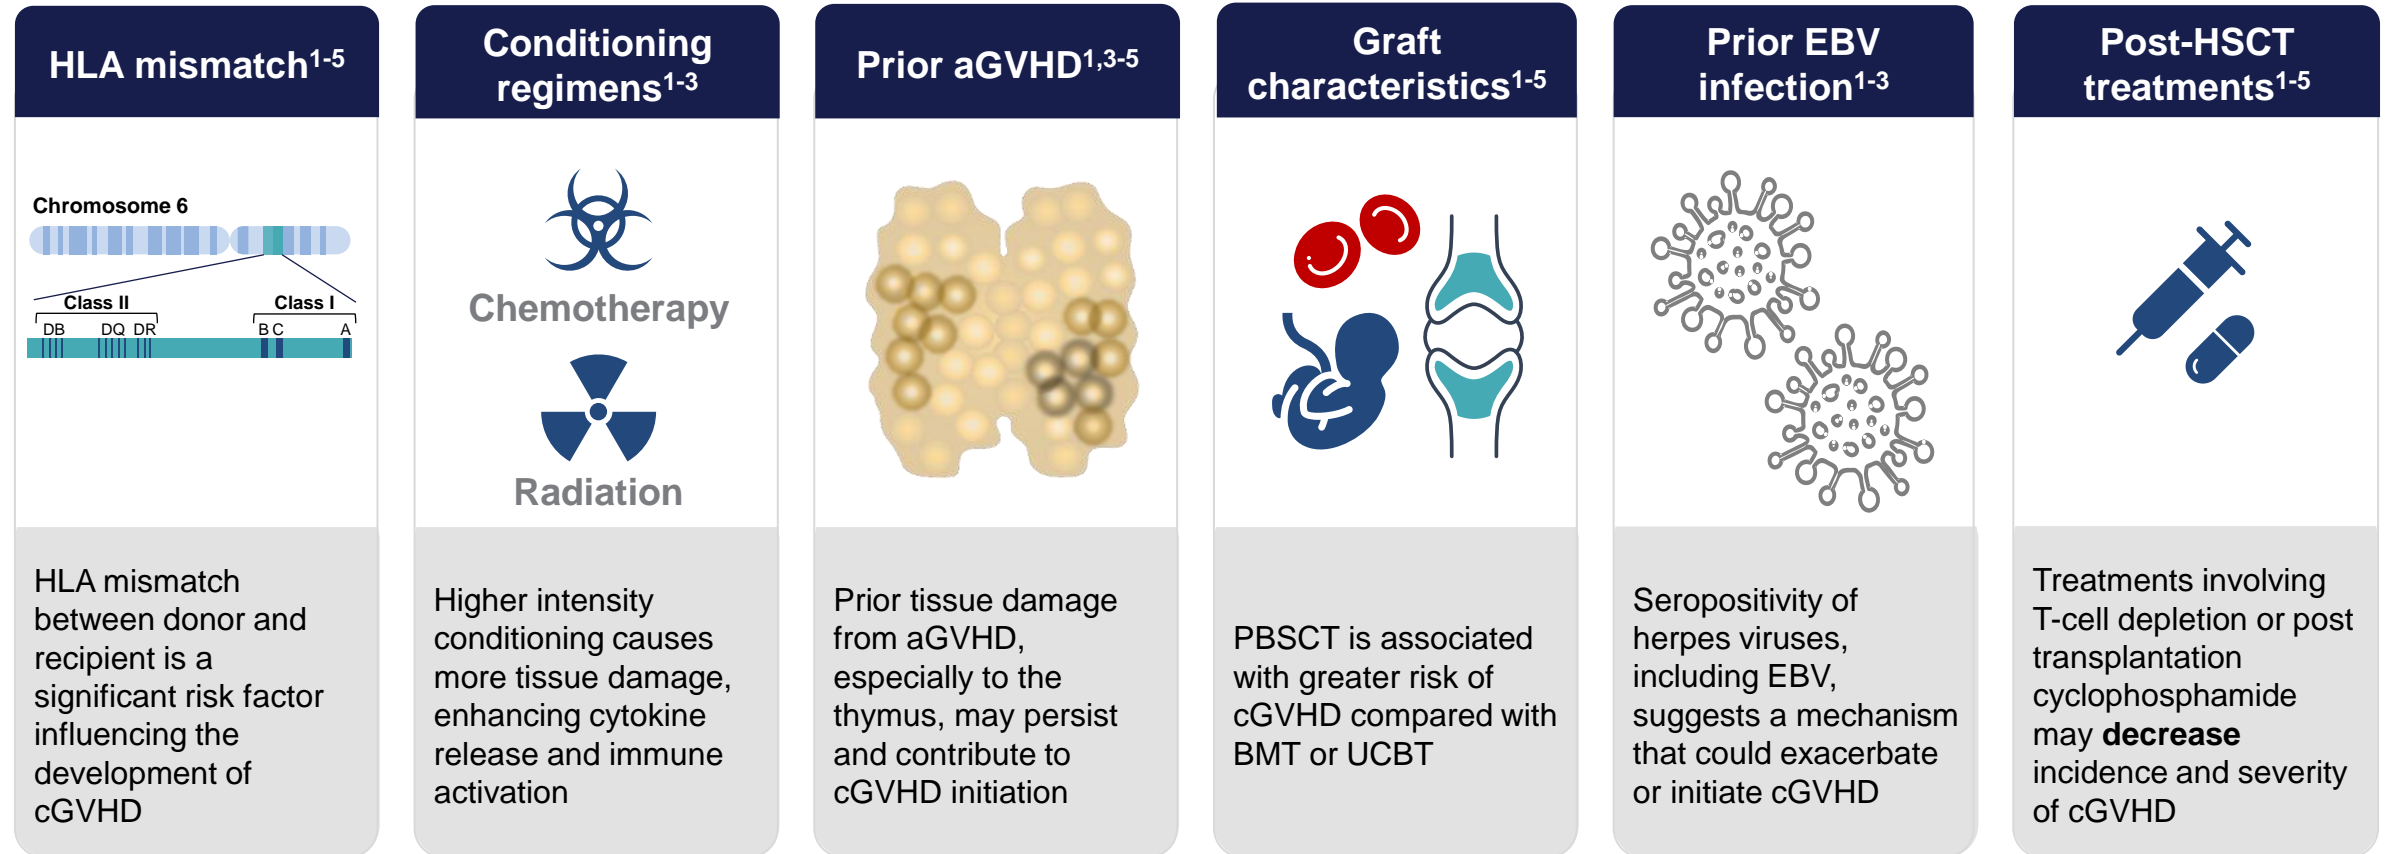 HLA mismatch1-5
Chromosome 6
Class II
Class I
DB DQ DR B C A
HLA mismatch
between donor and
recipient is a
significant risk factor
influencing the
development of
cGVHD
Conditioning
regimens1-3
Chemotherapy
Radiation
Higher intensity
conditioning causes
more tissue damage,
enhancing cytokine
release and immune
activation
Prior aGVHD1,3-5
Prior tissue damage
from aGVHD,
especially to the
thymus, may persist
and contribute to
cGVHD initiation
Graft
characteristics1-5
PBSCT is associated
with greater risk of
cGVHD compared with
BMT or UCBT
Prior EBV
infection1-3
Seropositivity of
herpes viruses,
including EBV,
suggests a mechanism
that could exacerbate
or initiate cGVHD
Post-HSCT
treatments1-5
Treatments involving
T-cell depletion or post
transplantation
cyclophosphamide
may decrease
incidence and severity
of cGVHD